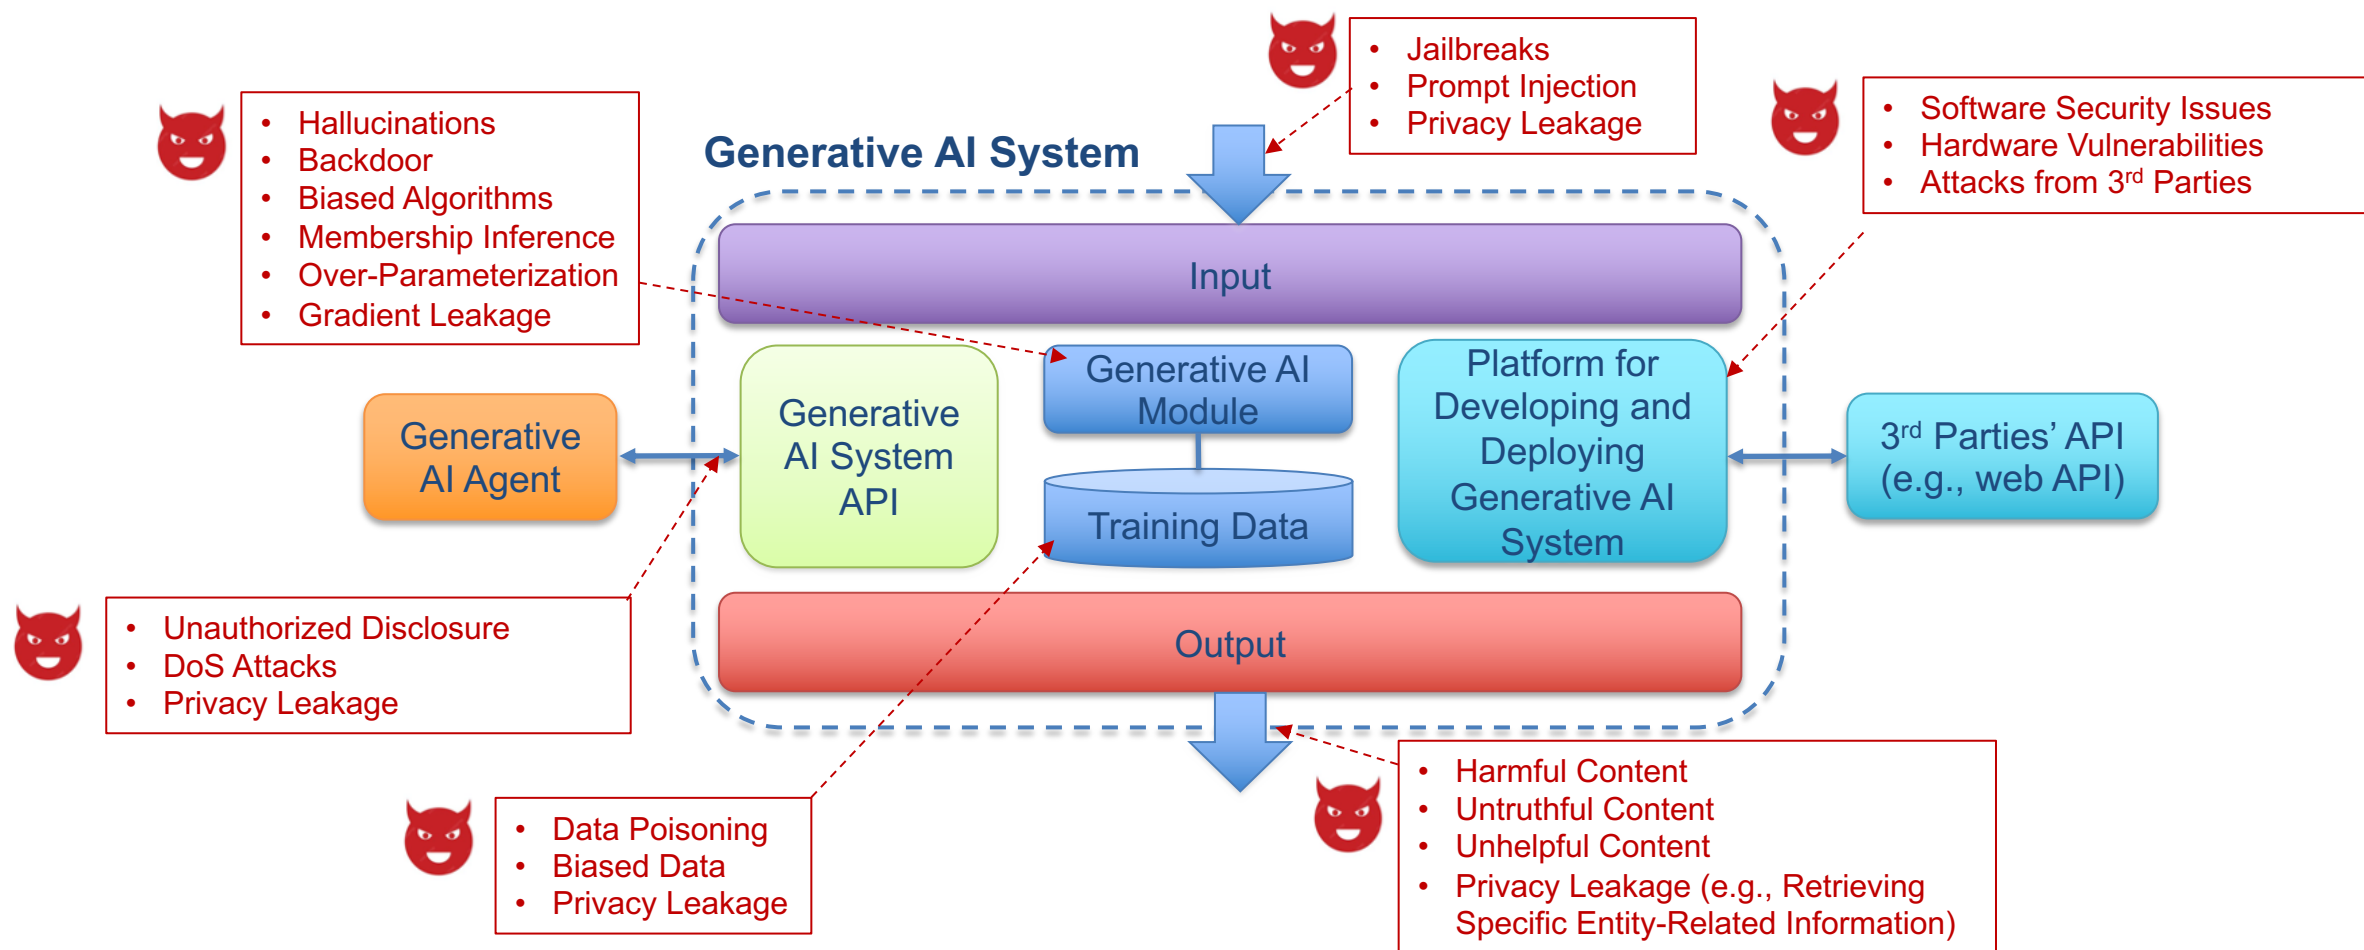 • Jailbreaks
• Prompt Injection
• Privacy Leakage
• Software Security Issues
• Hardware Vulnerabilities
• Attacks from 3rd Parties
• Hallucinations
• Backdoor
• Biased Algorithms
• Membership Inference
• Over-Parameterization
• Gradient Leakage
Generative AI System
Input
Generative
AI Agent
Generative
AI System
API
Generative AI
Module
Training Data
Platform for
Developing and
Deploying
Generative AI
System
3rd Parties’ API
(e.g., web API)
Output
• Unauthorized Disclosure
• DoS Attacks
• Privacy Leakage
• Data Poisoning
• Biased Data
• Privacy Leakage
• Harmful Content
• Untruthful Content
• Unhelpful Content
• Privacy Leakage (e.g., Retrieving
Specific Entity-Related Information)